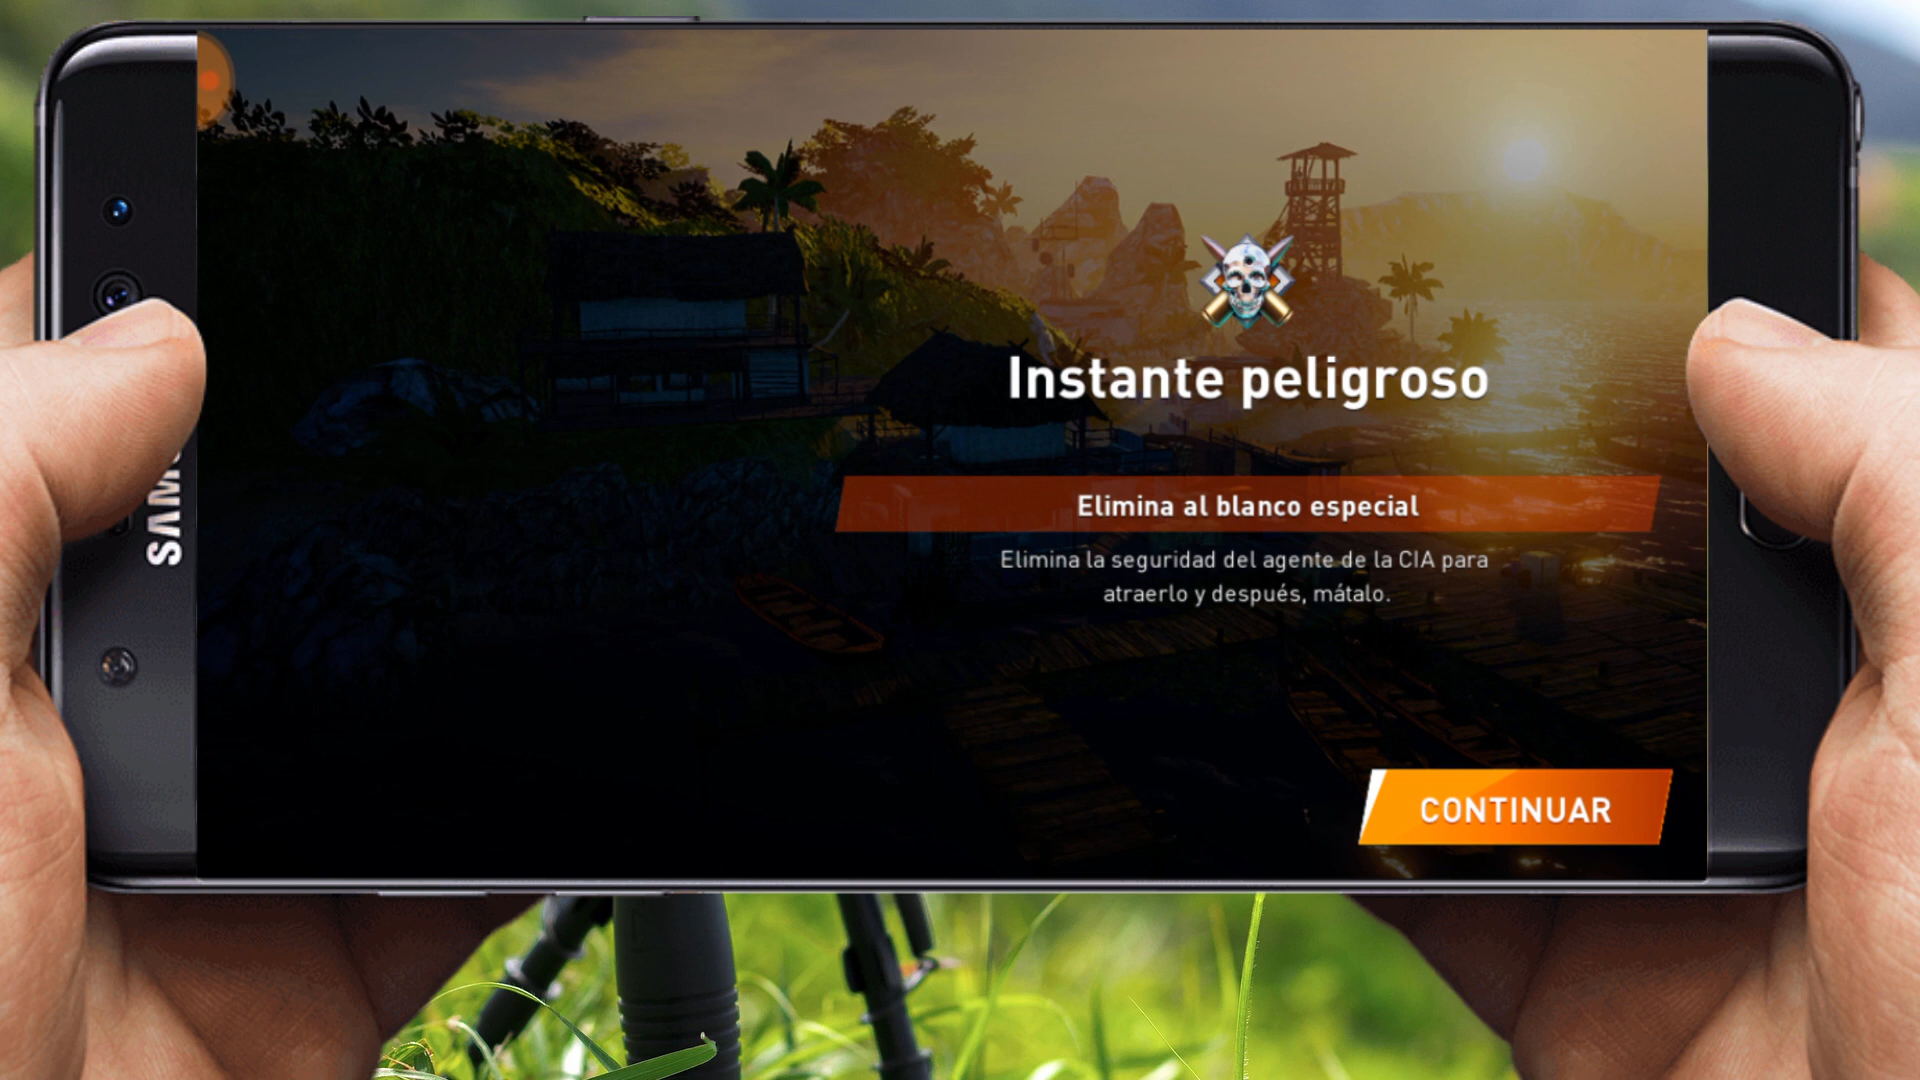 Instante peligroso
Elimina al blanco especial
Elimina la seguridad del agente de la CIA para
atraerlo y después, mátalo.
CONTINUAR